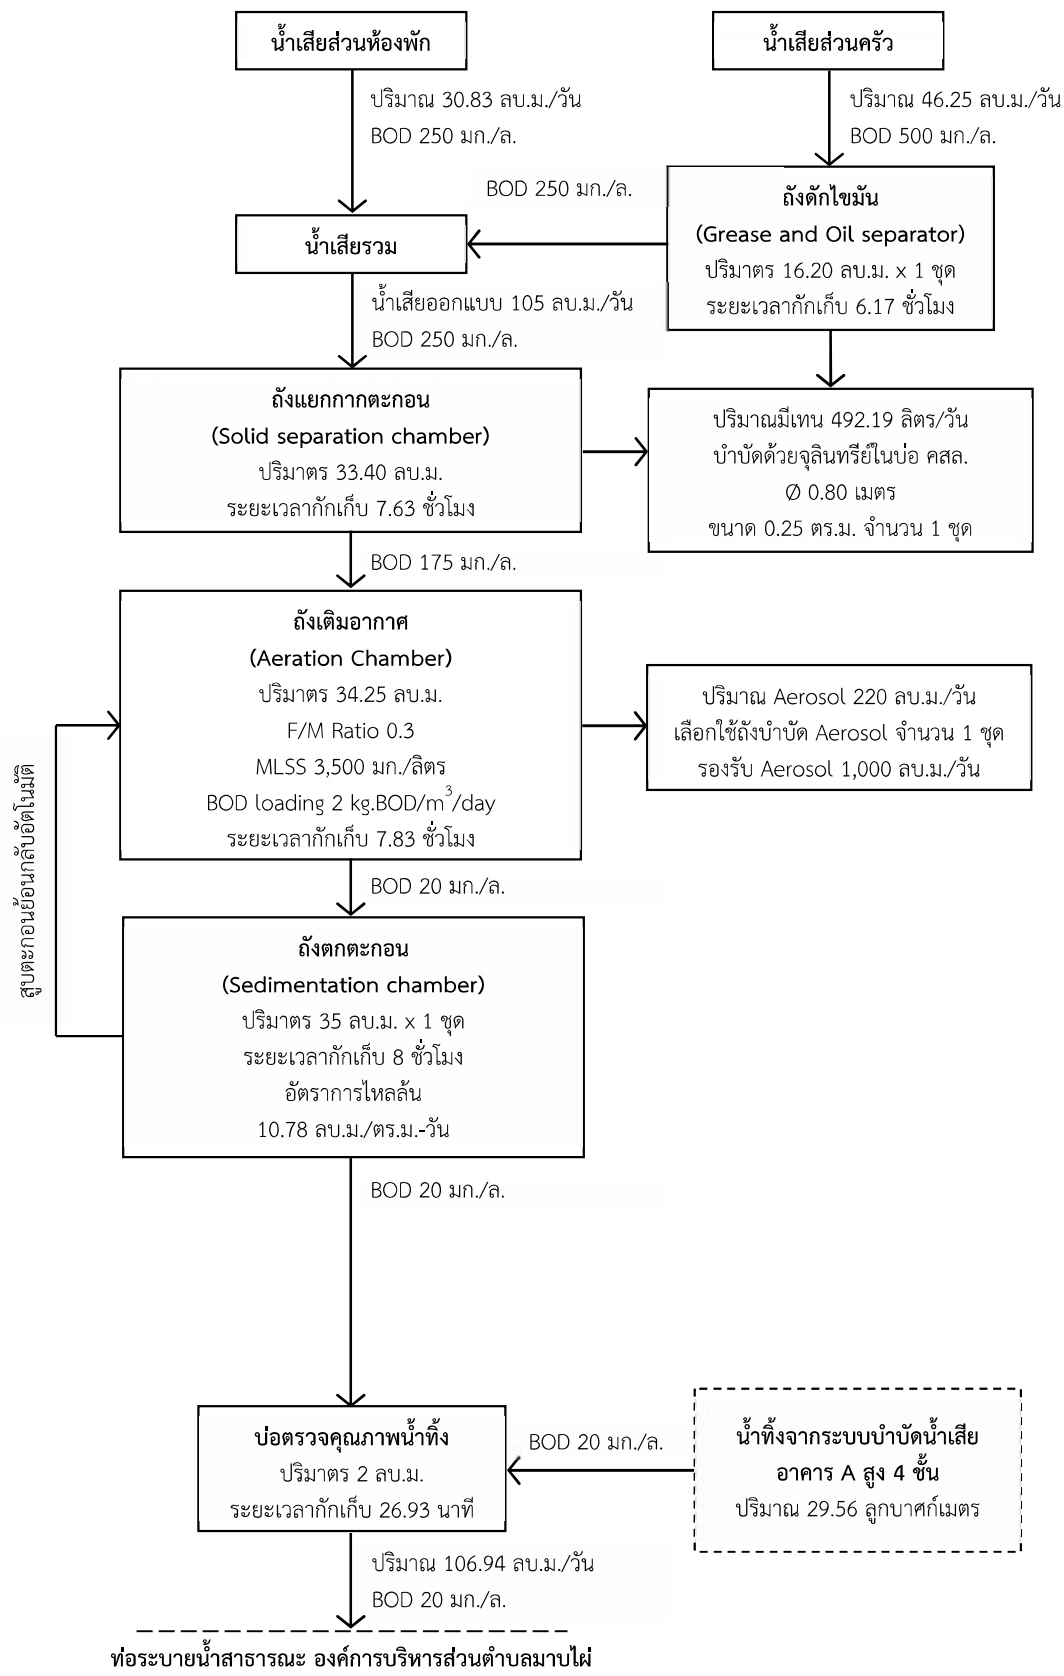 น้ำเสียส่วนห้องพัก
น้ำเสียส่วนครัว
ปริมาณ 30.83 ลบ.ม./วัน
BOD 250 มก./ล.
ปริมาณ 46.25 ลบ.ม./วัน
BOD 500 มก./ล.
BOD 250 มก./ล.
ถังดักไขมัน
(Grease and Oil separator)
ปริมาตร 16.20 ลบ.ม. x 1 ชุด
ระยะเวลากักเก็บ 6.17 ชั่วโมง
น้ำเสียรวม
น้ำเสียออกแบบ 105 ลบ.ม./วัน
BOD 250 มก./ล.
ถังแยกกากตะกอน
(Solid separation chamber)
ปริมาตร 33.40 ลบ.ม.
ระยะเวลากักเก็บ 7.63 ชั่วโมง
ปริมาณมีเทน 492.19 ลิตร/วัน
บำบัดด้วยจุลินทรีย์ในบ่อ คสล.
Ø 0.80 เมตร
ขนาด 0.25 ตร.ม. จำนวน 1 ชุด
BOD 175 มก./ล.
ถังเติมอากาศ
(Aeration Chamber)
ปริมาตร 34.25 ลบ.ม.
F/M Ratio 0.3
MLSS 3,500 มก./ลิตร
BOD loading 2 kg.BOD/m³/day
ระยะเวลากักเก็บ 7.83 ชั่วโมง
ปริมาณ Aerosol 220 ลบ.ม./วัน
เลือกใช้ถังบำบัด Aerosol จำนวน 1 ชุด
รองรับ Aerosol 1,000 ลบ.ม./วัน
สูบตะกอนย้อนกลับอัตโนมัติ
BOD 20 มก./ล.
ถังตกตะกอน
(Sedimentation chamber)
ปริมาตร 35 ลบ.ม. x 1 ชุด
ระยะเวลากักเก็บ 8 ชั่วโมง
อัตราการไหลล้น
10.78 ลบ.ม./ตร.ม.-วัน
BOD 20 มก./ล.
บ่อตรวจคุณภาพน้ำทิ้ง
ปริมาตร 2 ลบ.ม.
ระยะเวลากักเก็บ 26.93 นาที
BOD 20 มก./ล.
น้ำทิ้งจากระบบบำบัดน้ำเสีย
อาคาร A สูง 4 ชั้น
ปริมาณ 29.56 ลูกบาศก์เมตร
ปริมาณ 106.94 ลบ.ม./วัน
BOD 20 มก./ล.
ท่อระบายน้ำสาธารณะ องค์การบริหารส่วนตำบลมาบไผ่